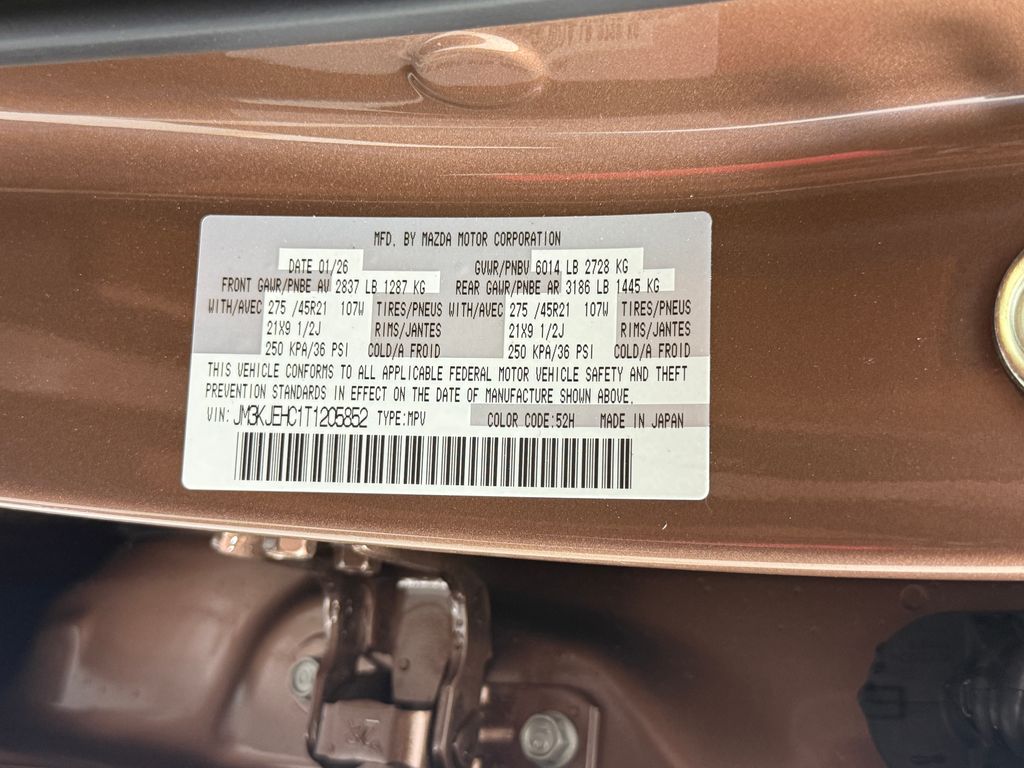 MFD. BY MAZDA MOTOR CORPORATION
DATE 01/26 GVWR/PNBV 6014 LB 2728 KG
FRONT GAWR/PNBE AV 2837 LB 1287 KG REAR GAWR/PNBE AR 3186 LB 1445 KG
WITH/AVEC 275 /45R21 107W TIRES/PNEUS WITH/AVEC 275 /45R21 107W TIRES/PNEUS
21X9 1/2J RIMS/JANTES 21X9 1/2J RIMS/JANTES
250 KPA/36 PSI COLD/A FROID 250 KPA/36 PSI COLD/A FROID
THIS VEHICLE CONFORMS TO ALL APPLICABLE FEDERAL MOTOR VEHICLE SAFETY AND THEFT
PREVENTION STANDARDS IN EFFECT ON THE DATE OF MANUFACTURE SHOWN ABOVE.
VIN: JM3KJEHC1T1205852 TYPE:MPV COLOR CODE:52H MADE IN JAPAN